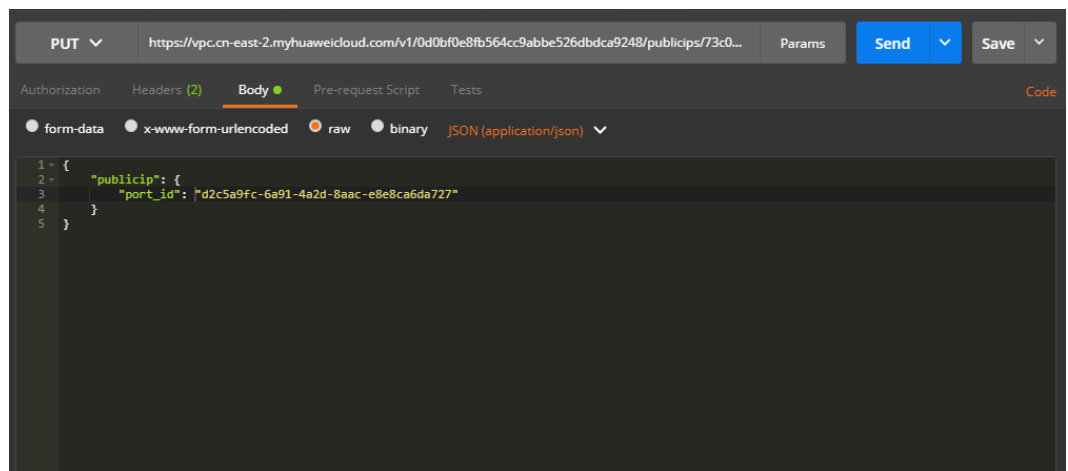 PUT https://vpc.cn-east-2.myhuaweicloud.com/v1/0d0bf0e8fb564cc9abbe526dbdca9248/publicips/73c0... Params Send Save
Authorization Headers (2) Body Pre-request Script Tests Code
form-data x-www-form-urlencoded raw binary JSON (application/json)
1 {
2 "publicip": {
3 "port_id": "d2c5a9fc-6a91-4a2d-8aac-e8e8ca6da727"
4 }
5 }